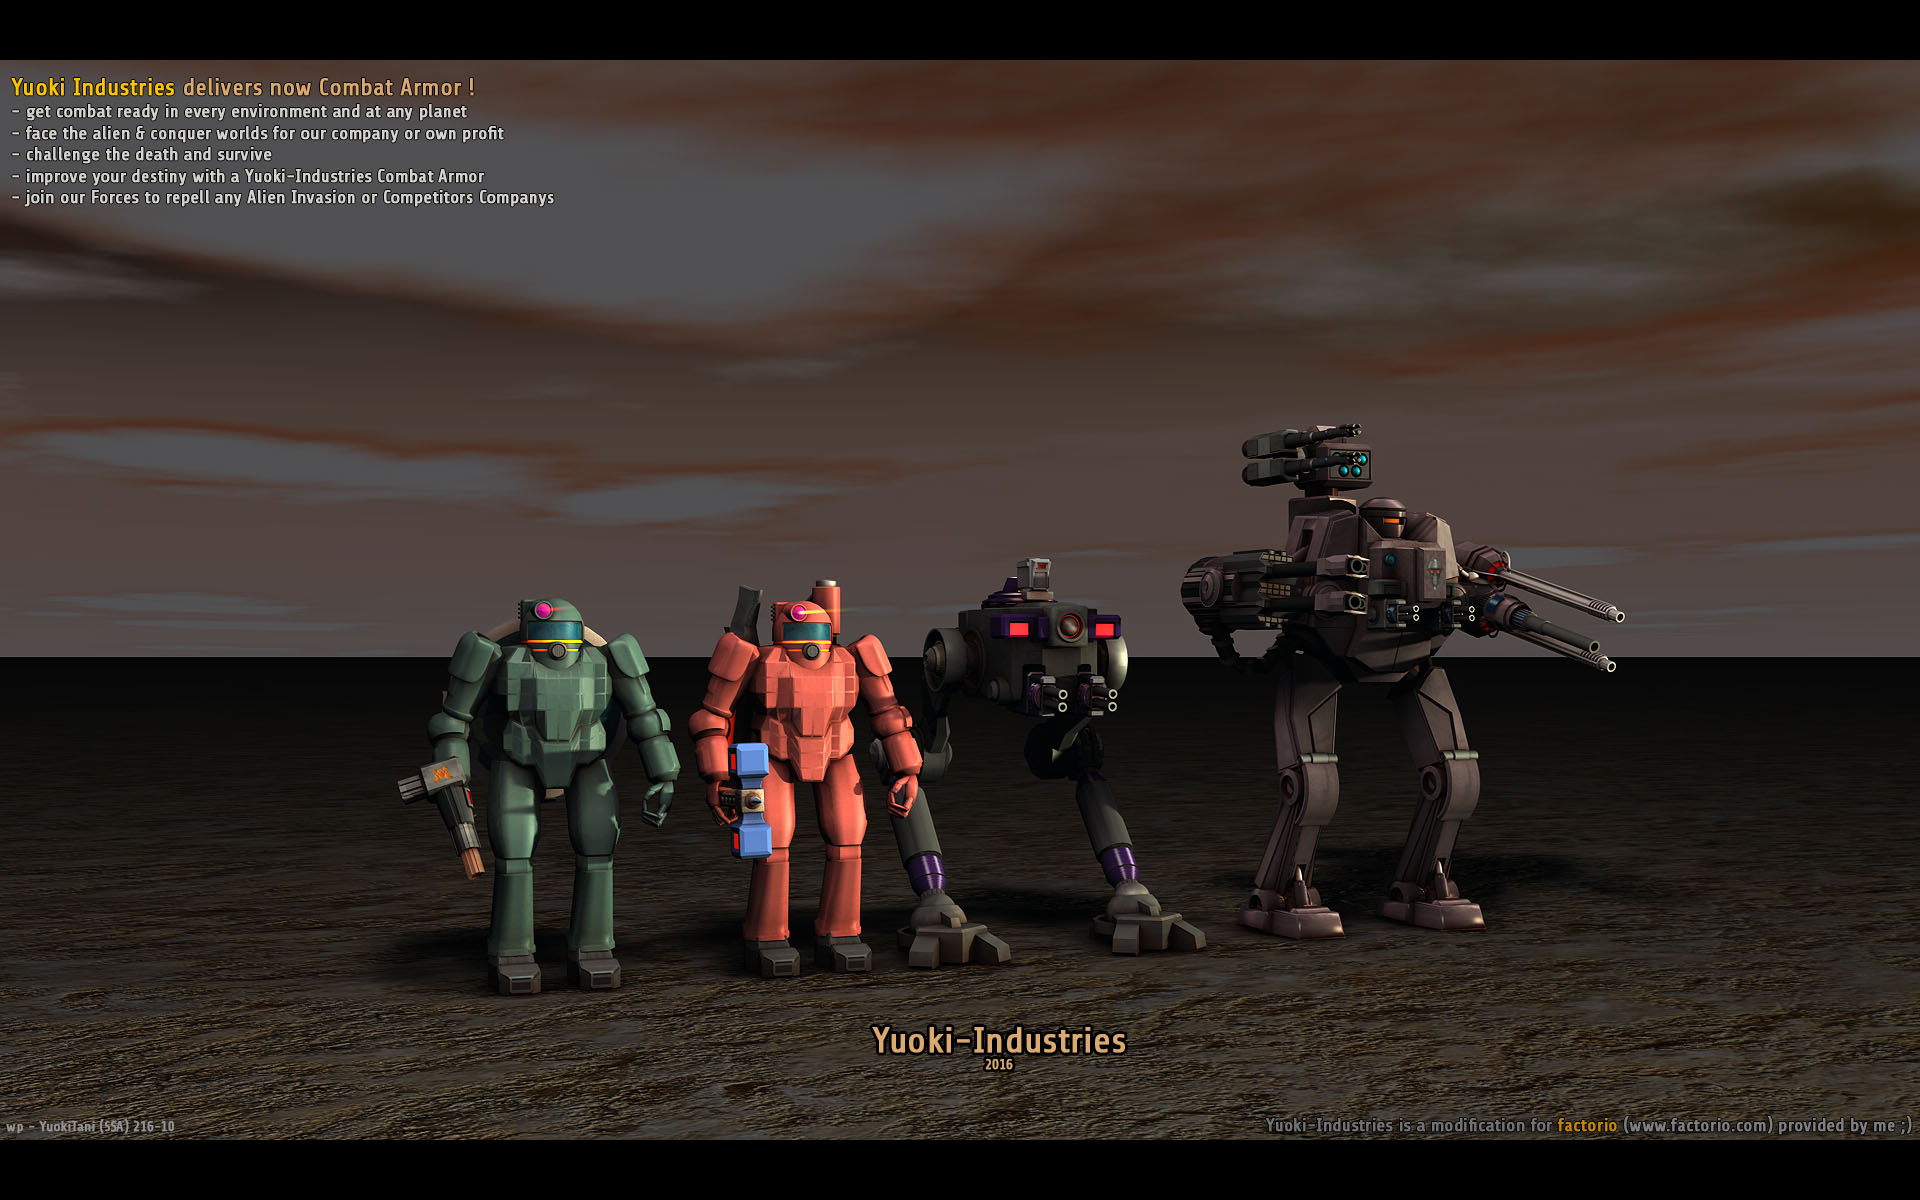 Yuoki Industries delivers now Combat Armor !
- get combat ready in every environment and at any planet
- face the alien & conquer worlds for our company or own profit
- challenge the death and survive
- improve your destiny with a Yuoki-Industries Combat Armor
- join our Forces to repell any Alien Invasion or Competitors Companys
Yuoki-Industries
2016
wp - YuokiTani (SSA) 216-10
Yuoki-Industries is a modification for factorio (www.factorio.com) provided by me ;)